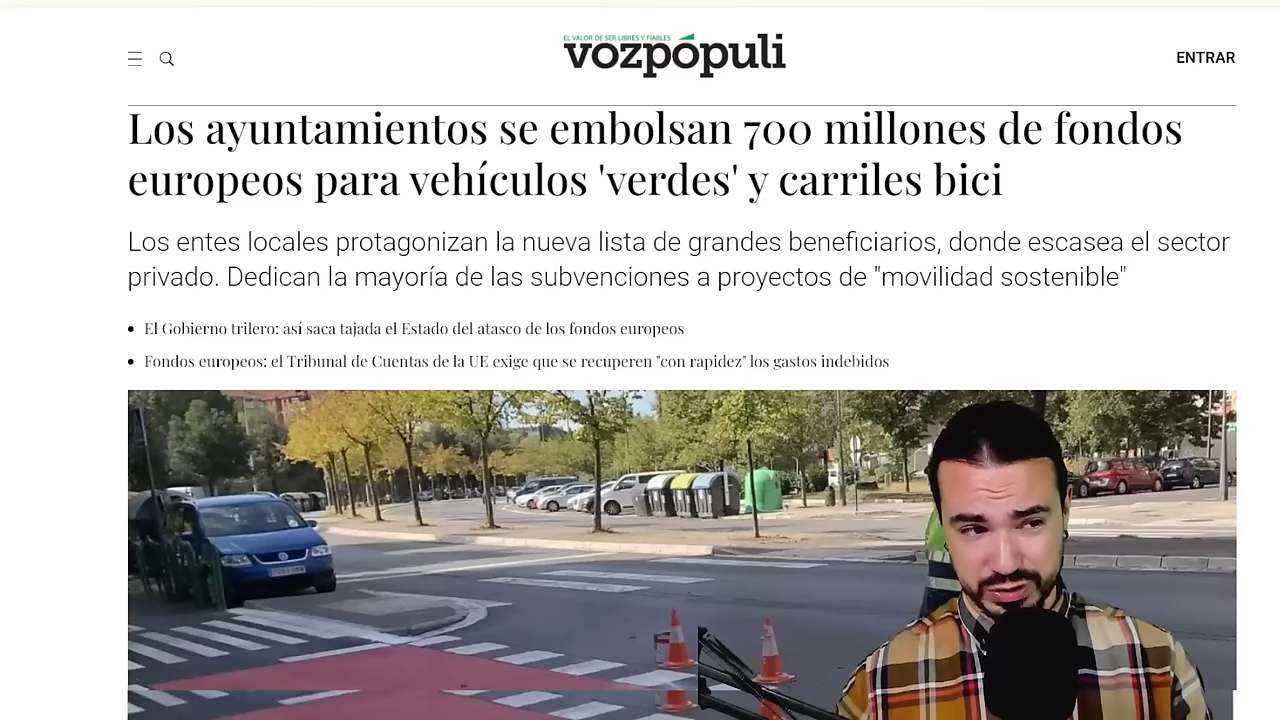 EL VALOR DE SER LIBRES Y FIABLES
vozpópuli
ENTRAR
Los ayuntamientos se embolsan 700 millones de fondos
europeos para vehículos 'verdes' y carriles bici
Los entes locales protagonizan la nueva lista de grandes beneficiarios, donde escasea el sector
privado. Dedican la mayoría de las subvenciones a proyectos de "movilidad sostenible"
El Gobierno trilero: así saca tajada el Estado del atasco de los fondos europeos
Fondos europeos: el Tribunal de Cuentas de la UE exige que se recuperen "con rapidez" los gastos indebidos